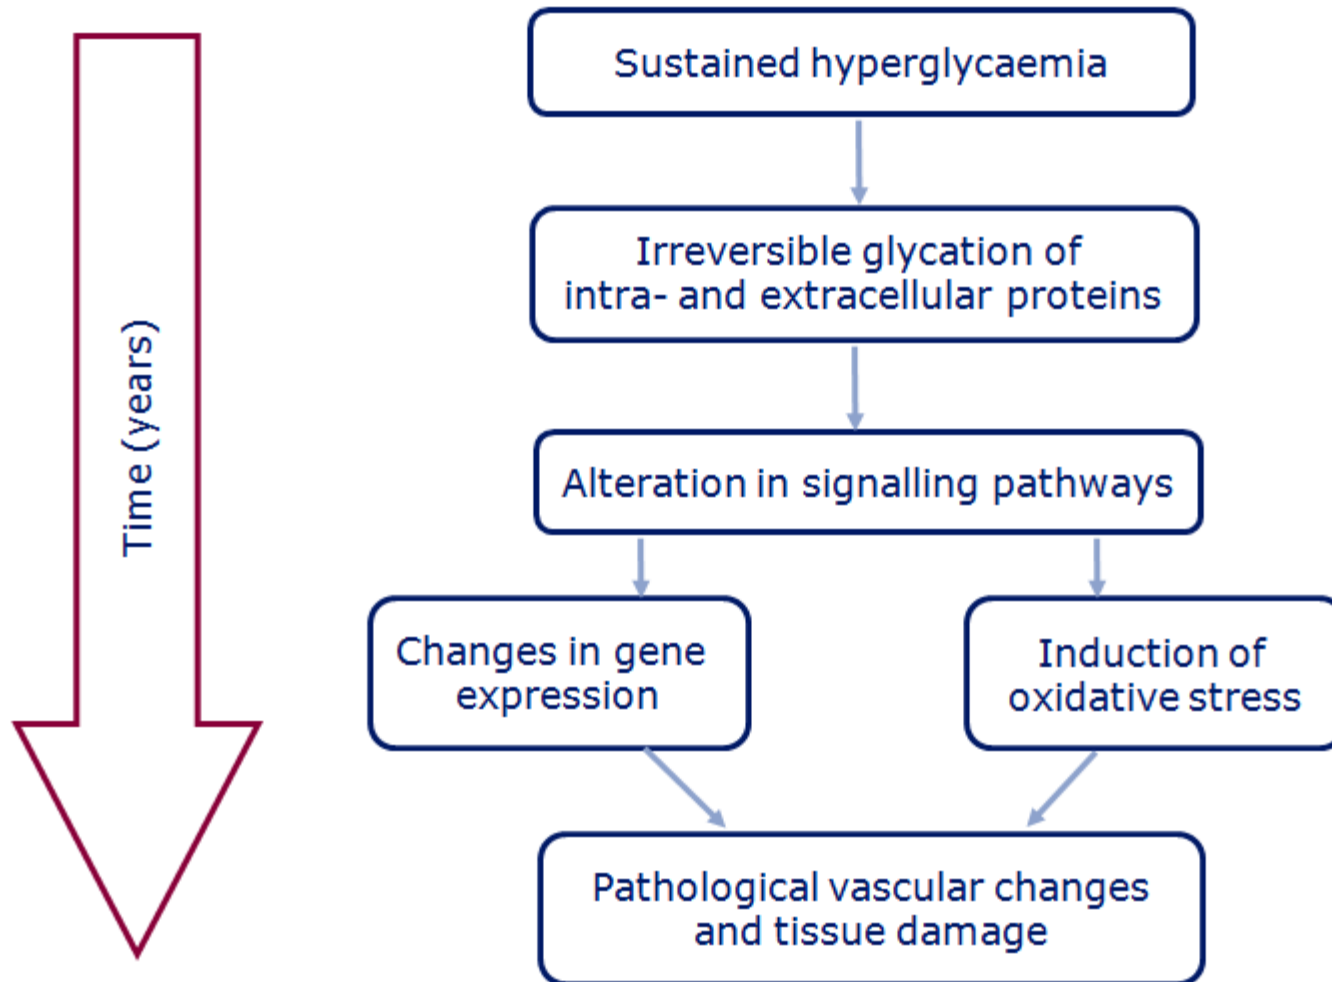 Sustained hyperglycaemia
Irreversible glycation of
intra- and extracellular proteins
Time (years)
Alteration in signalling pathways
Changes in gene
expression
Induction of
oxidative stress
Pathological vascular changes
and tissue damage